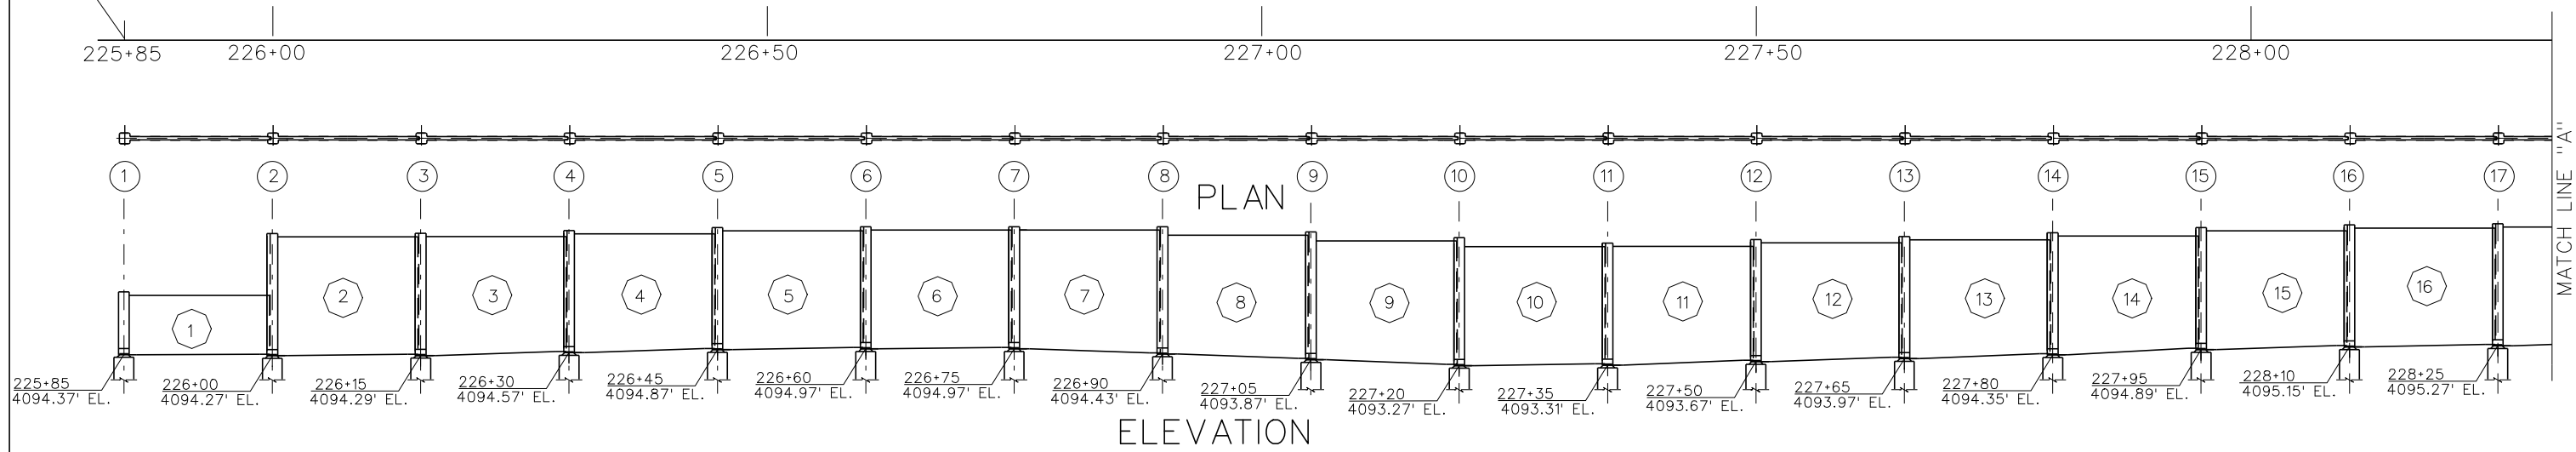 225+85
226+00
226+50
227+00
227+50
228+00
MATCH LINE "A"
1
2
3
4
5
6
7
8
9
10
11
12
13
14
15
16
17
PLAN
1
2
3
4
5
6
7
8
9
10
11
12
13
14
15
16
225+85
4094.37' EL.
226+00
4094.27' EL.
226+15
4094.29' EL.
226+30
4094.57' EL.
226+45
4094.87' EL.
226+60
4094.97' EL.
226+75
4094.97' EL.
226+90
4094.43' EL.
227+05
4093.87' EL.
227+20
4093.27' EL.
227+35
4093.31' EL.
227+50
4093.67' EL.
227+65
4093.97' EL.
227+80
4094.35' EL.
227+95
4094.89' EL.
228+10
4095.15' EL.
228+25
4095.27' EL.
ELEVATION